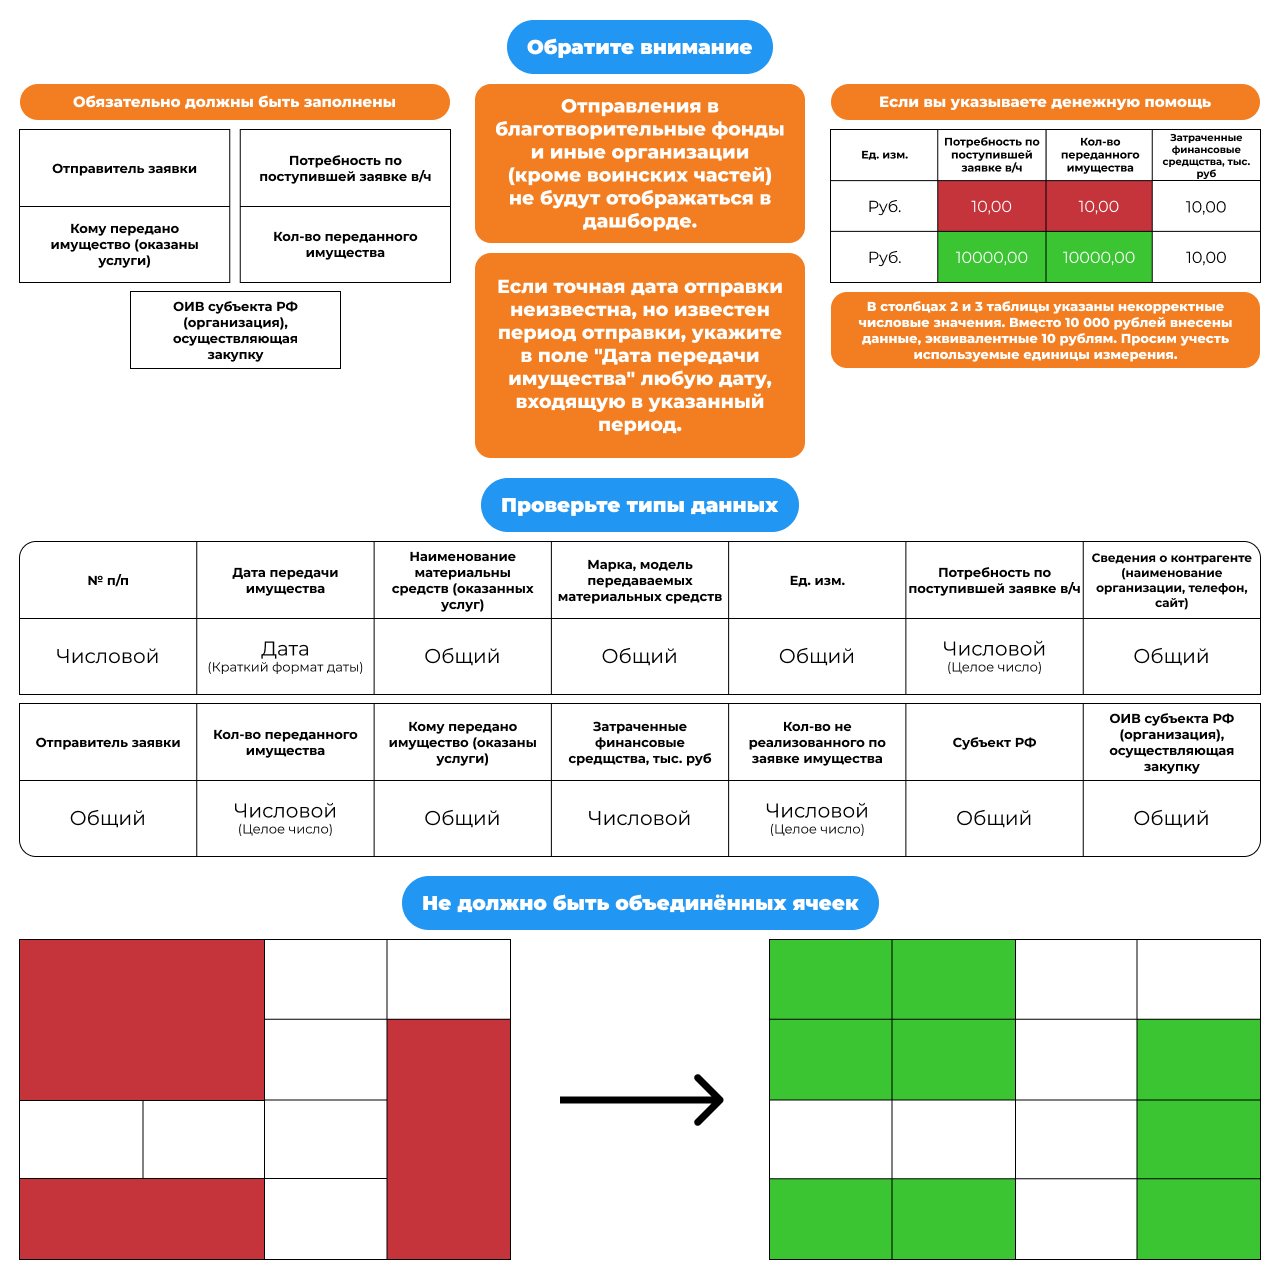 Обратите внимание
Обязательно должны быть заполнены
Отправитель заявки
Потребность по
поступившей заявке в/ч
Кому передано
имущество (оказаны
услуги)
Кол-во переданного
имущества
ОИВ субъекта РФ
(организация),
осуществляющая
закупку
Отправления в
благотворительные фонды
и иные организации
(кроме воинских частей)
не будут отображаться в
дашборде.
Если точная дата отправки
неизвестна, но известен
период отправки, укажите
в поле "Дата передачи
имущества" любую дату,
входящую в указанный
период.
Если вы указываете денежную помощь
Ед. изм.
Потребность по
поступившей
заявке в/ч
Кол-во
переданного
имущества
Затраченные
финансовые
средщства, тыс.
руб
Руб.
10,00
10,00
10,00
Руб.
10000,00
10000,00
10,00
В столбцах 2 и 3 таблицы указаны некорректные
числовые значения. Вместо 10 000 рублей внесены
данные, эквивалентные 10 рублям. Просим учесть
используемые единицы измерения.
Проверьте типы данных
№ п/п
Дата передачи
имущества
Наименование
материальны
средств (оказанных
услуг)
Марка, модель
передаваемых
материальных средств
Ед. изм.
Потребность по
поступившей заявке в/ч
Сведения о контрагенте
(наименование
организации, телефон,
сайт)
Числовой
Дата
(Краткий формат даты)
Общий
Общий
Общий
Числовой
(Целое число)
Общий
Отправитель заявки
Кол-во переданного
имущества
Кому передано
имущество (оказаны
услуги)
Затраченные
финансовые
средщства, тыс. руб
Кол-во не
реализованного по
заявке имущества
Субъект РФ
ОИВ субъекта РФ
(организация),
осуществляющая
закупку
Общий
Числовой
(Целое число)
Общий
Числовой
Числовой
(Целое число)
Общий
Общий
Не должно быть объединённых ячеек